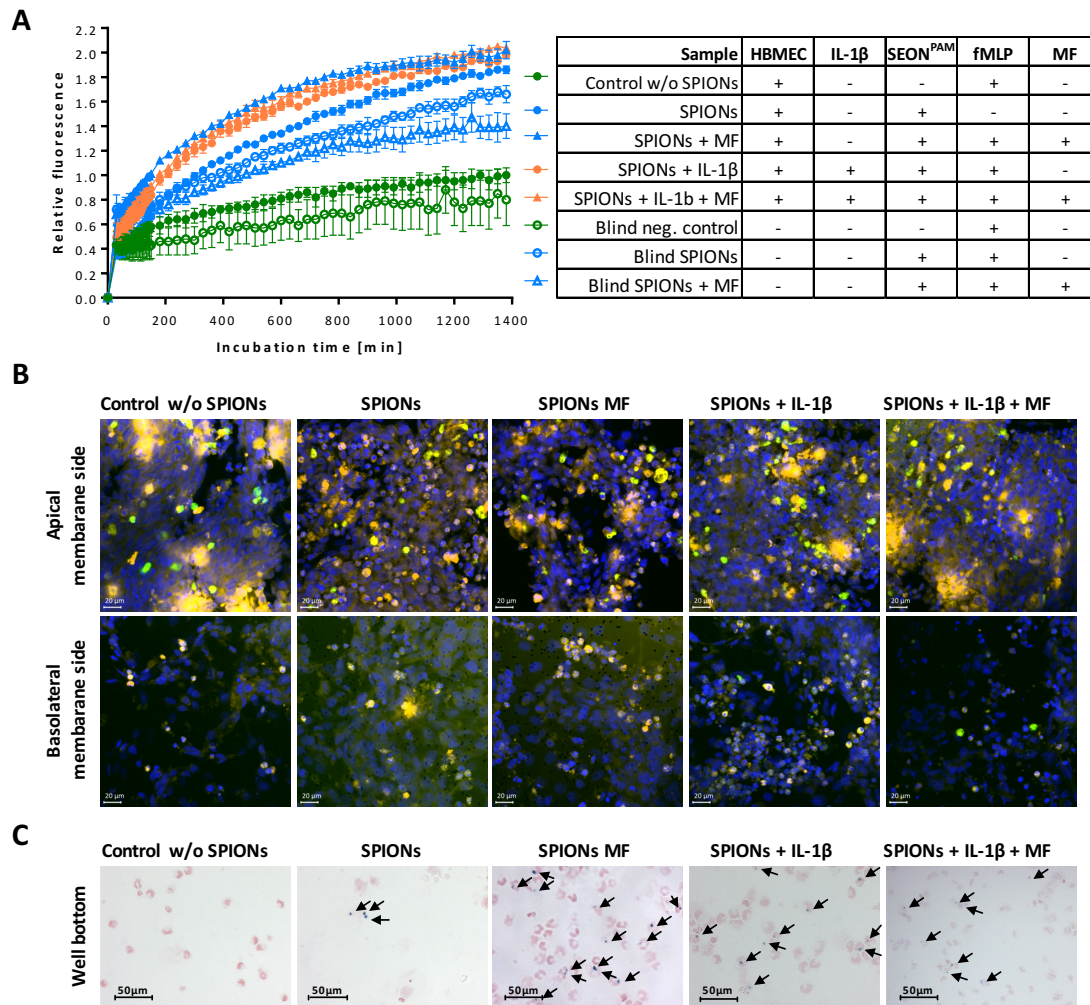 A
Relative fluorescence
2.2
2.0
1.8
1.6
1.4
1.2
1.0
0.8
0.6
0.4
0.2
0.0
0 200 400 600 800 1000 1200 1400
Incubation time [min]
Sample HBMEC IL-1β SEON^PAM fMLP MF
Control w/o SPIONs + - - + -
SPIONs + - + - -
SPIONs + MF + - + + +
SPIONs + IL-1β + + + + -
SPIONs + IL-1b + MF + + + + +
Blind neg. control - - - + -
Blind SPIONs - - + + -
Blind SPIONs + MF - - + + +
B
Control w/o SPIONs SPIONs SPIONs MF SPIONs + IL-1β SPIONs + IL-1β + MF
Apical
membarane side
20 µm 20 µm 20 µm 20 µm 20 µm
Basolateral
membarane side
20 µm 20 µm 20 µm 20 µm 20 µm
C
Control w/o SPIONs SPIONs SPIONs MF SPIONs + IL-1β SPIONs + IL-1β + MF
Well bottom
50µm 50µm 50µm 50µm 50µm